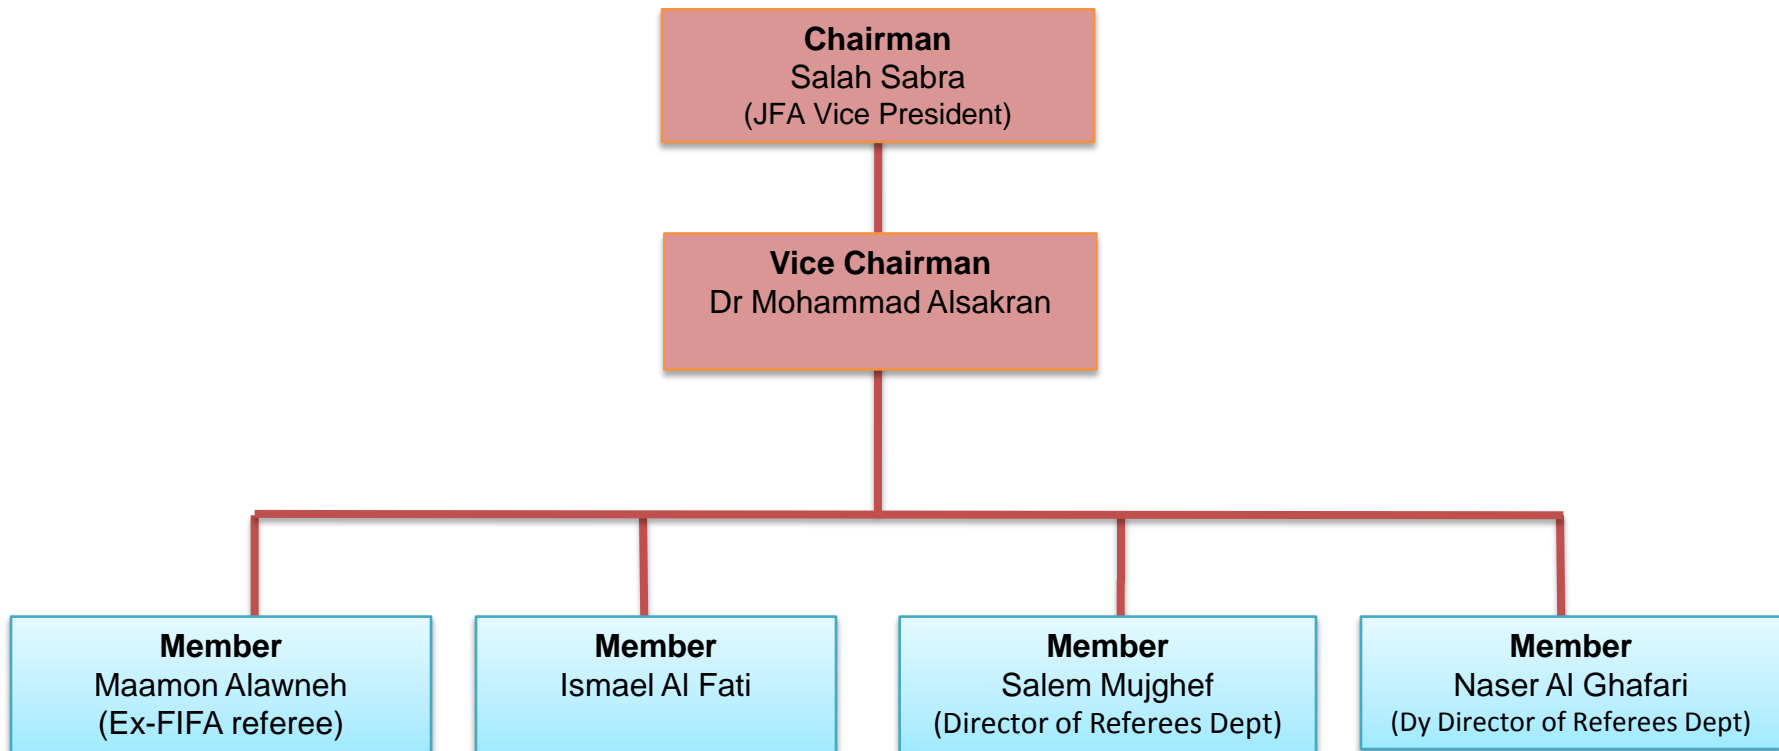 Chairman
Salah Sabra
(JFA Vice President)
Vice Chairman
Dr Mohammad Alsakran
Member
Maamon Alawneh
(Ex-FIFA referee)
Member
Ismael Al Fati
Member
Salem Mujghef
(Director of Referees Dept)
Member
Naser Al Ghafari
(Dy Director of Referees Dept)